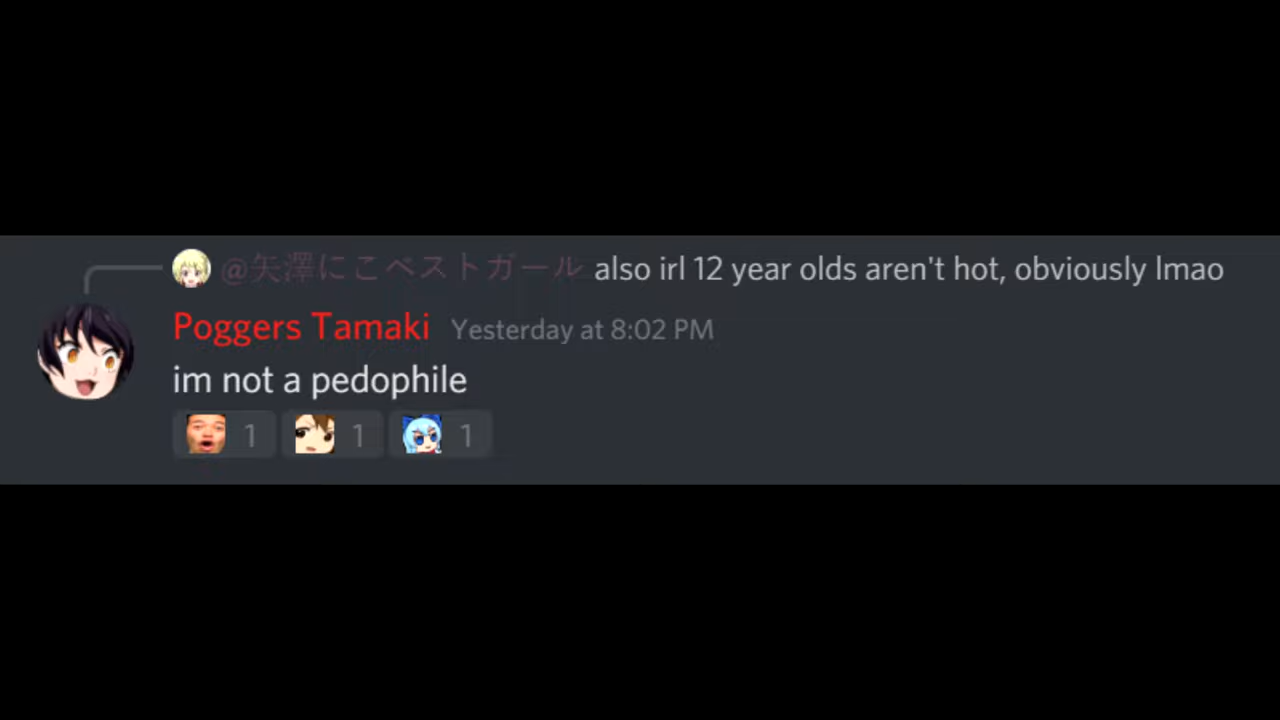 @矢澤にこベストガール also irl 12 year olds aren't hot, obviously lmao
Poggers Tamaki Yesterday at 8:02 PM
im not a pedophile
1 1 1